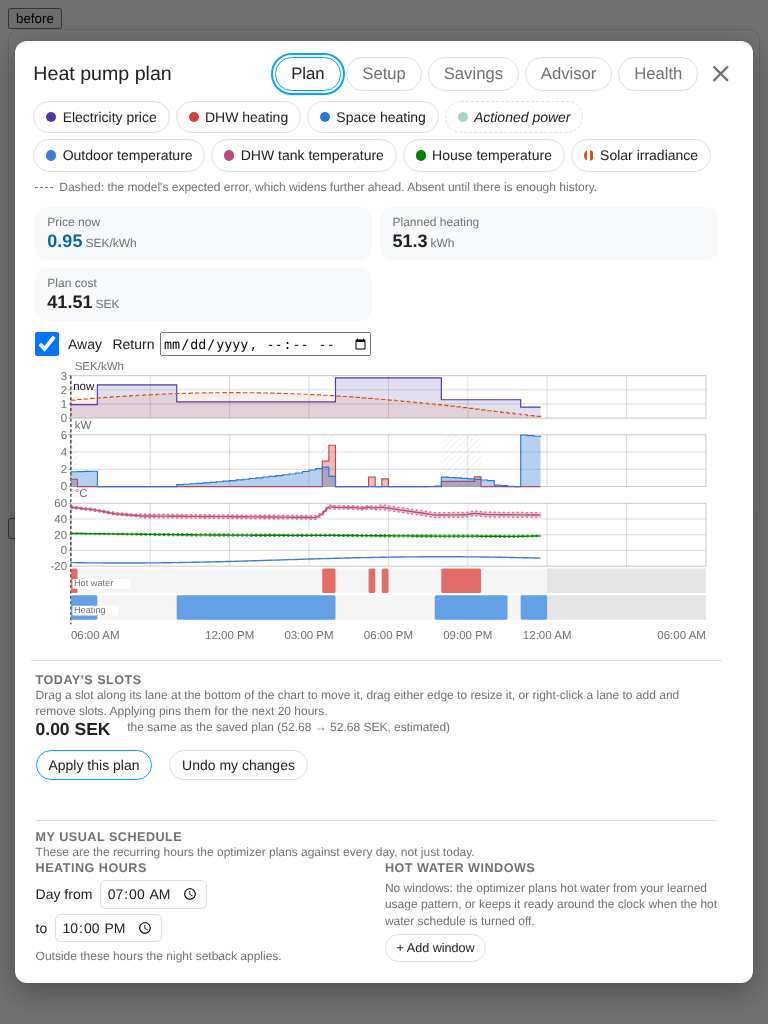 before
Heat pump plan
Plan
Setup
Savings
Advisor
Health
Electricity price
DHW heating
Space heating
Actioned power
Outdoor temperature
DHW tank temperature
House temperature
Solar irradiance
Dashed: the model's expected error, which widens further ahead. Absent until there is enough history.
Price now
0.95 SEK/kWh
Planned heating
51.3 kWh
Plan cost
41.51 SEK
Away Return mm/dd/yyyy, --:-- --
SEK/kWh
3
now
2
1
0
kW
6
4
2
0
°C
60
40
20
0
-20
Hot water
Heating
06:00 AM 12:00 PM 03:00 PM 06:00 PM 09:00 PM 12:00 AM 06:00 AM
TODAY'S SLOTS
Drag a slot along its lane at the bottom of the chart to move it, drag either edge to resize it, or right-click a lane to add and
remove slots. Applying pins them for the next 20 hours.
0.00 SEK the same as the saved plan (52.68 → 52.68 SEK, estimated)
Apply this plan
Undo my changes
MY USUAL SCHEDULE
These are the recurring hours the optimizer plans against every day, not just today.
HEATING HOURS
Day from 07:00 AM
to 10:00 PM
Outside these hours the night setback applies.
HOT WATER WINDOWS
No windows: the optimizer plans hot water from your learned
usage pattern, or keeps it ready around the clock when the hot
water schedule is turned off.
+ Add window